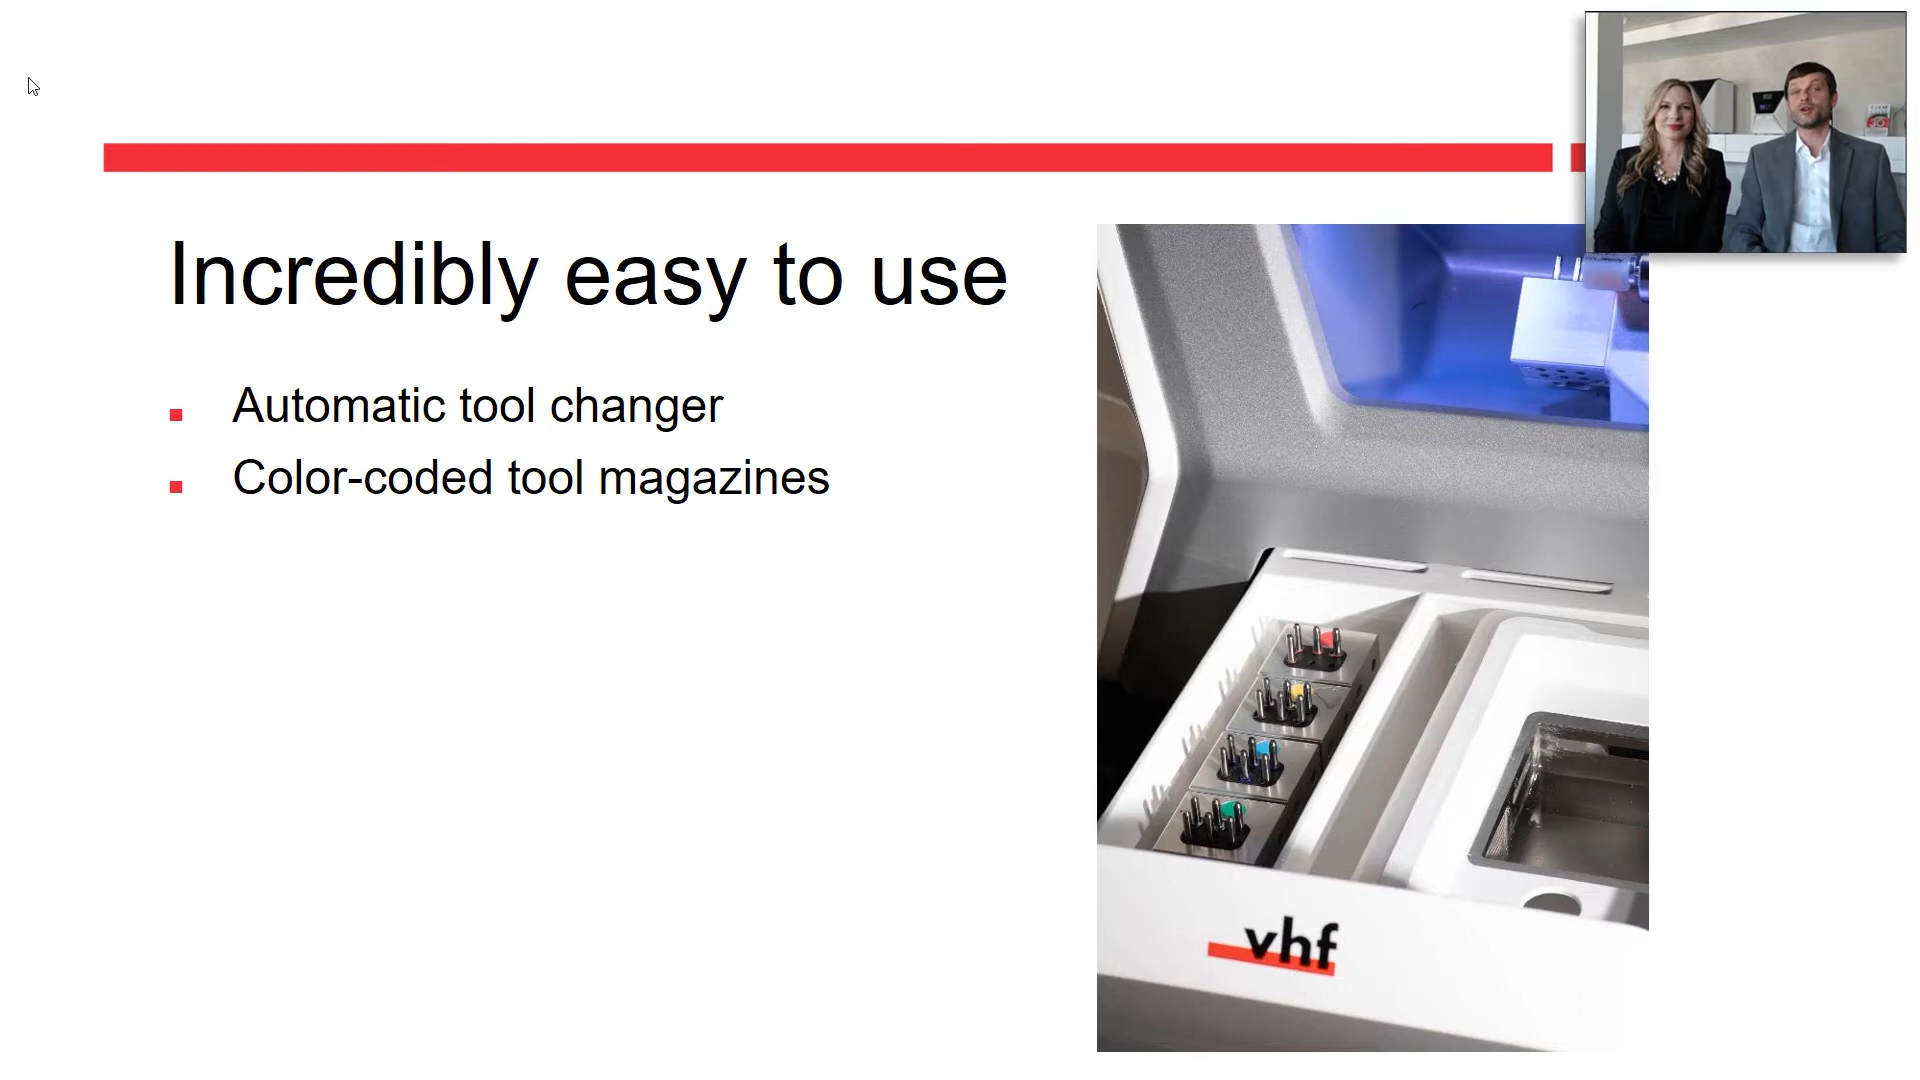 Incredibly easy to use
Automatic tool changer
Color-coded tool magazines
vhf